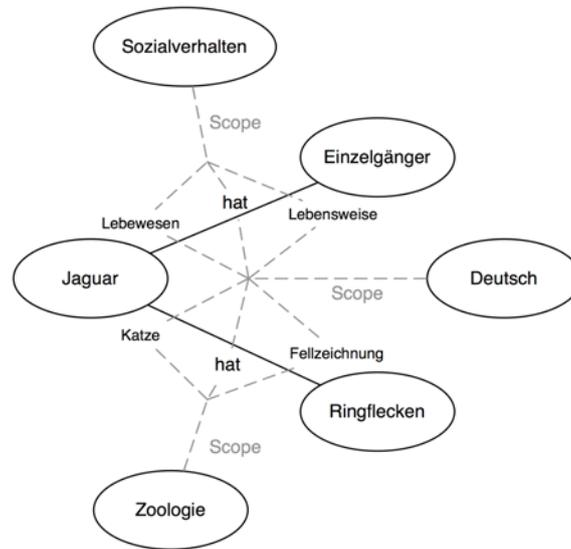 Sozialverhalten
Scope
Einzelgänger
hat
Lebewesen
Lebensweise
Jaguar
Deutsch
Scope
Katze
Fellzeichnung
hat
Ringflecken
Scope
Zoologie